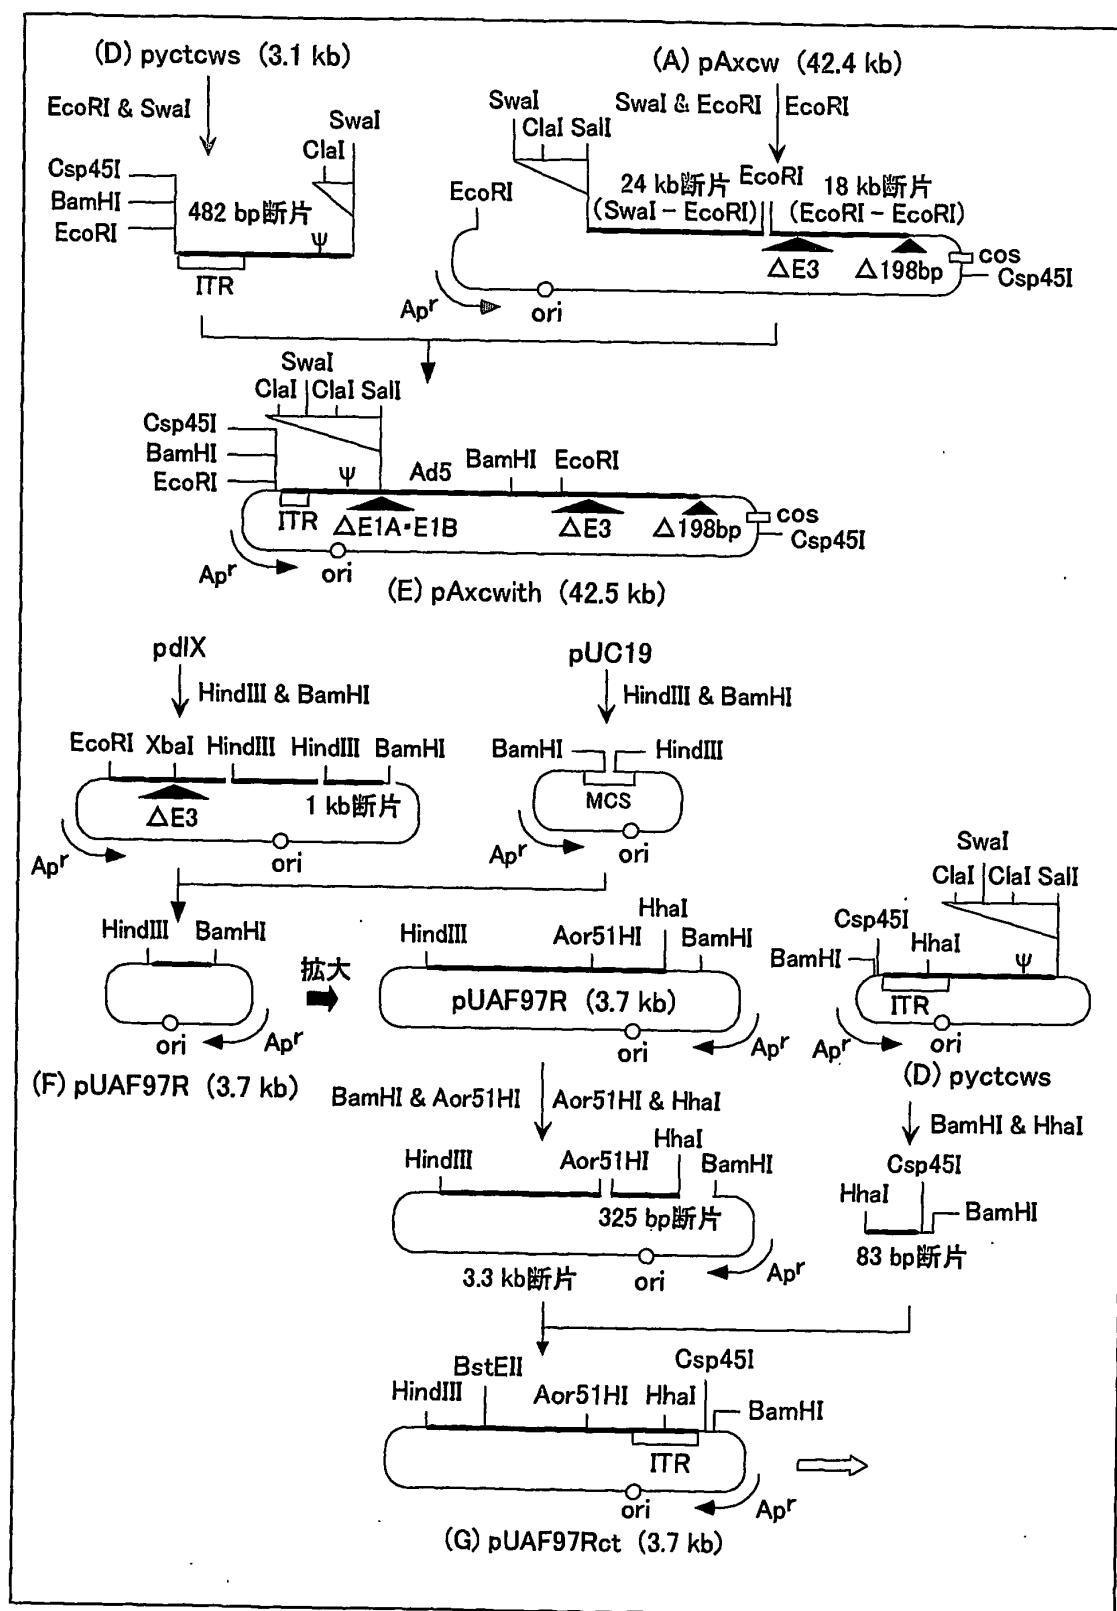 (D) pyctcws (3.1 kb)
(A) pAxcw (42.4 kb)
EcoRI & SwaI
SwaI & EcoRI
EcoRI
SwaI
ClaI
Csp45I
BamHI
EcoRI
482 bp断片
ψ
ITR
SwaI
ClaI SalI
EcoRI
24 kb断片
(SwaI – EcoRI)
EcoRI
18 kb断片
(EcoRI – EcoRI)
△E3
△198bp
cos
Csp45I
Apr
ori
SwaI
ClaI
ClaI SalI
Csp45I
BamHI
EcoRI
ψ
Ad5
BamHI
EcoRI
ITR
△E1A・E1B
△E3
△198bp
cos
Csp45I
Apr
ori
(E) pAxcwith (42.5 kb)
pdIX
HindIII & BamHI
pUC19
HindIII & BamHI
EcoRI XbaI HindIII HindIII BamHI
△E3
1 kb断片
Apr
ori
BamHI
HindIII
MCS
Apr
ori
HindIII BamHI
ori
Apr
(F) pUAF97R (3.7 kb)
拡大
HindIII
Aor51HI
HhaI
BamHI
pUAF97R (3.7 kb)
ori
Apr
SwaI
ClaI
ClaI SalI
Csp45I
BamHI
HhaI
ψ
ITR
Apr
ori
(D) pyctcws
BamHI & Aor51HI
Aor51HI & HhaI
BamHI & HhaI
HindIII
Aor51HI
HhaI
BamHI
325 bp断片
3.3 kb断片
ori
Apr
Csp45I
HhaI
BamHI
83 bp断片
HindIII
BstEII
Aor51HI
HhaI
Csp45I
BamHI
ITR
ori
Apr
(G) pUAF97Rct (3.7 kb)